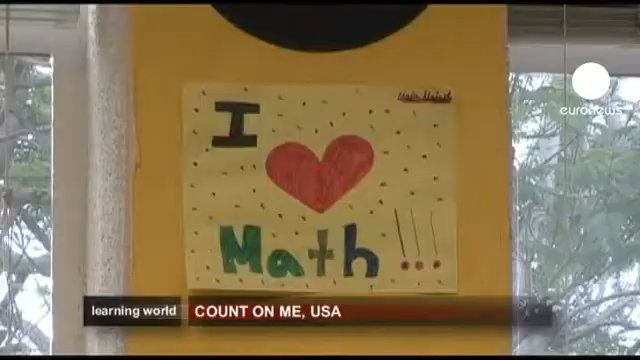 I
Math!!!
euronews
learning world
COUNT ON ME, USA